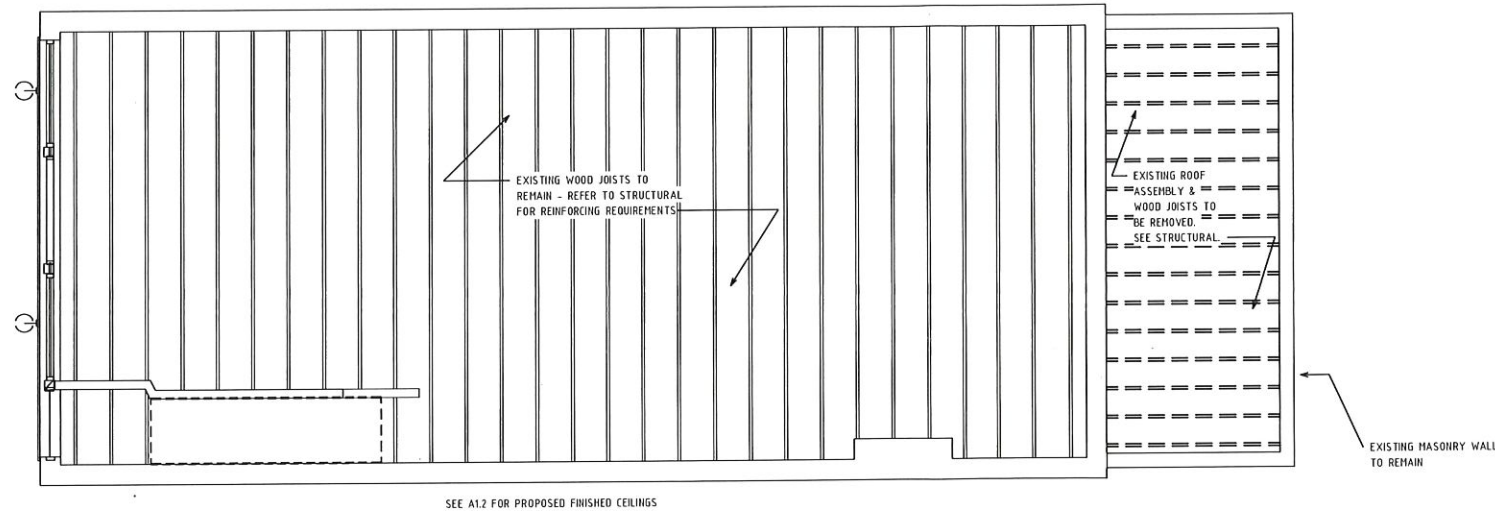 EXISTING WOOD JOISTS TO
REMAIN - REFER TO STRUCTURAL
FOR REINFORCING REQUIREMENTS
EXISTING ROOF
ASSEMBLY &
WOOD JOISTS TO
BE REMOVED.
SEE STRUCTURAL.
EXISTING MASONRY WALL
TO REMAIN
SEE A1.2 FOR PROPOSED FINISHED CEILINGS